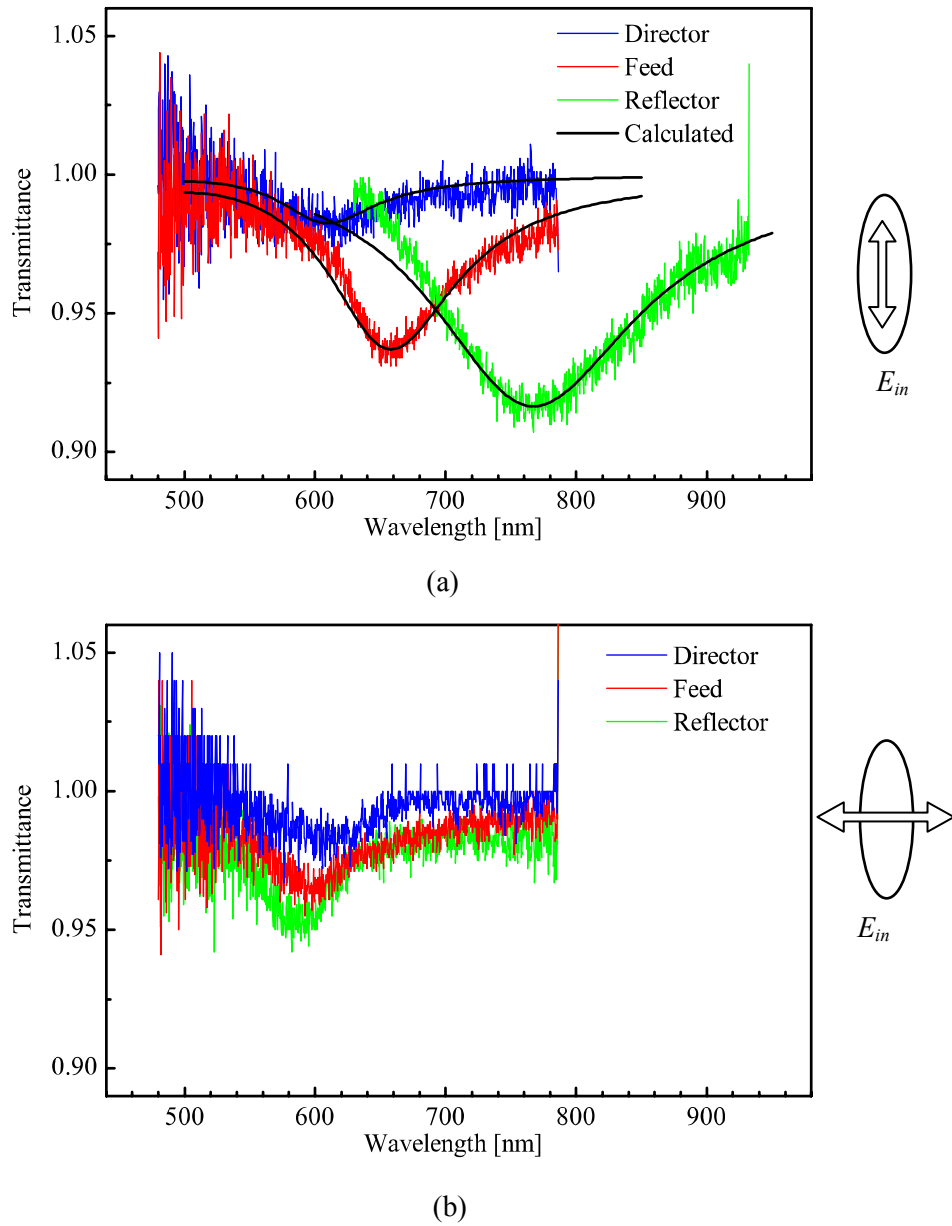 1.05
1.00
0.95
0.90
Transmittance
Director
Feed
Reflector
Calculated
500 600 700 800 900
Wavelength [nm]
E_in
(a)
1.05
1.00
0.95
0.90
Transmittance
Director
Feed
Reflector
500 600 700 800 900
Wavelength [nm]
E_in
(b)